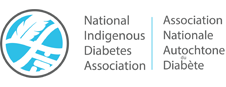 National
Indigenous
Diabetes
Association
Association
Nationale
Autochtone
du
Diabète